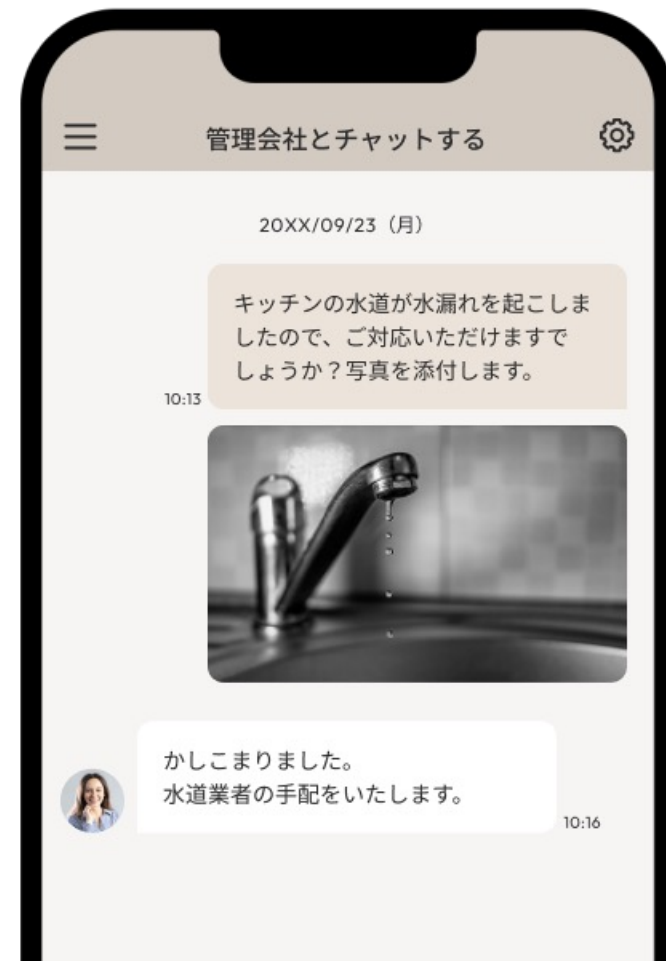 管理会社とチャットする
20XX/09/23（月）
キッチンの水道が水漏れを起こしま
したので、ご対応いただけますで
しょうか？写真を添付します。
10:13
かしこまりました。
水道業者の手配をいたします。
10:16